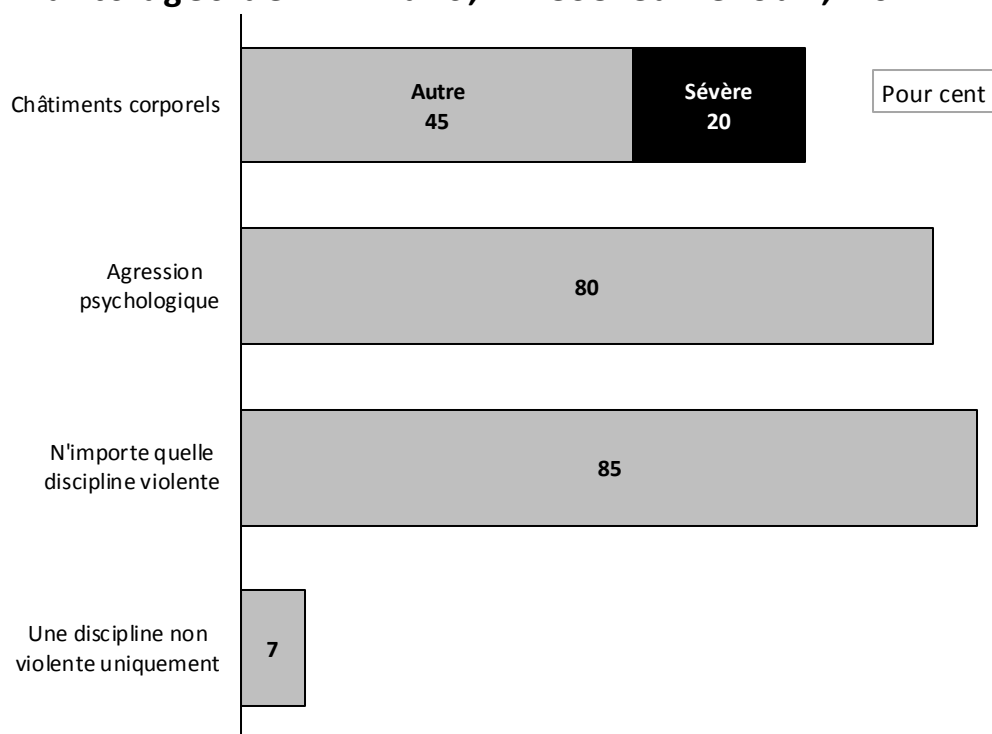 Châtiments corporels
Autre
45
Sévère
20
Pour cent
Agression
psychologique
80
N'importe quelle
discipline violente
85
Une discipline non
violente uniquement
7